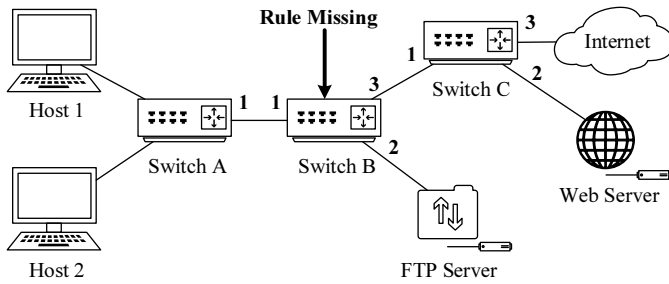 Rule Missing
3
Internet
1
2
3
Switch C
Host 1
1
1
Switch A
Switch B
2
Web Server
Host 2
FTP Server